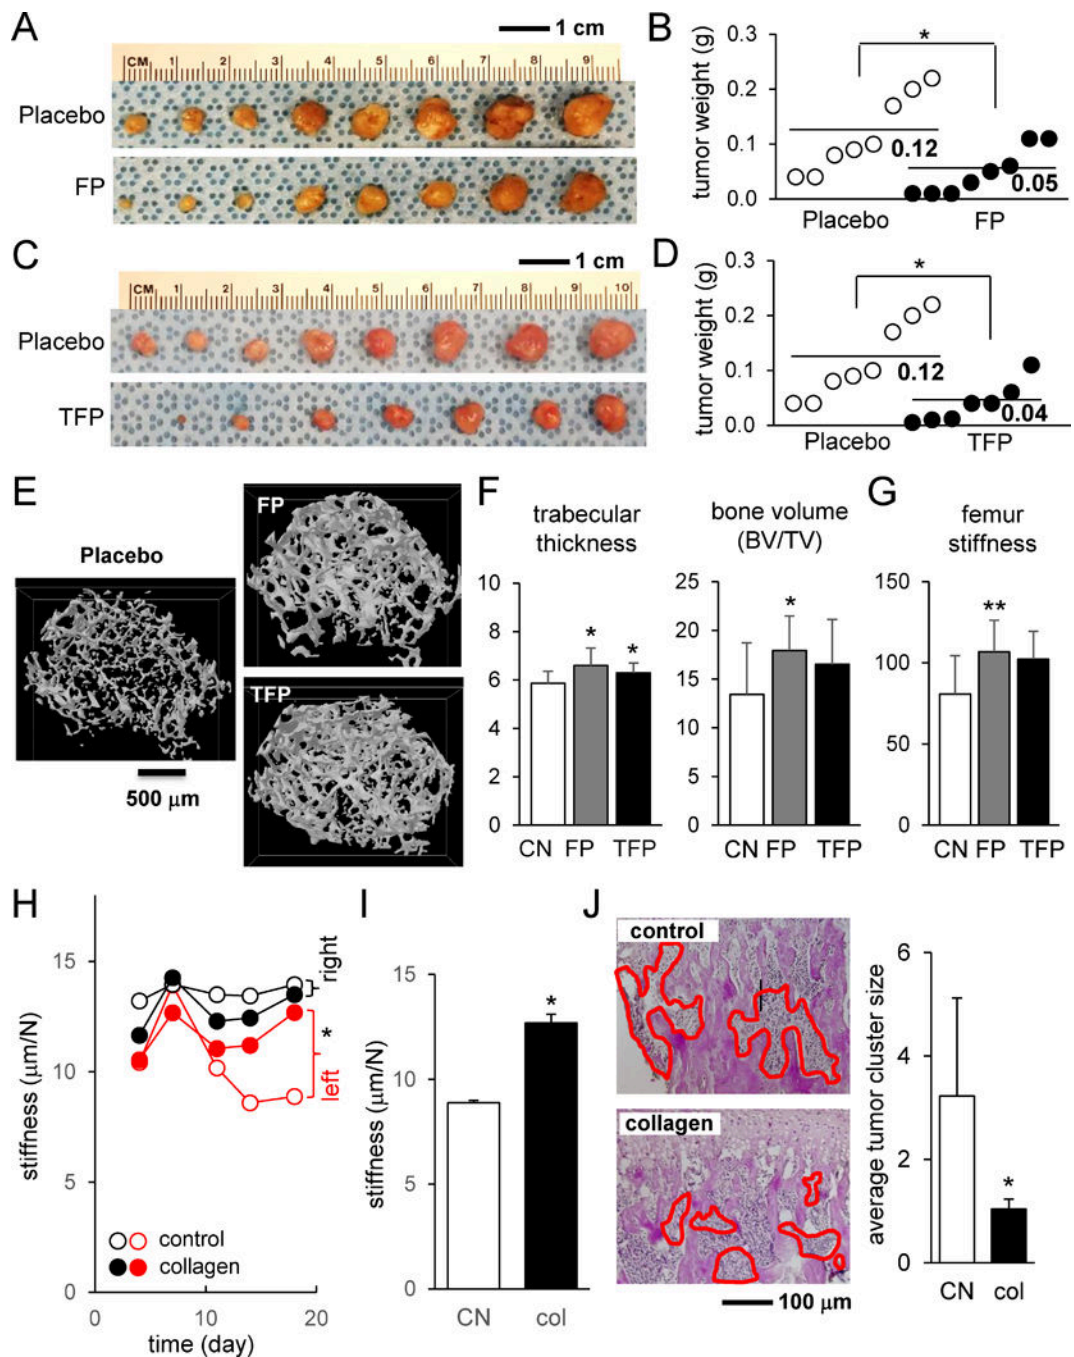 A
1 cm
CM 1 2 3 4 5 6 7 8 9
Placebo
FP
B
tumor weight (g)
0.3
0.2
0.1
0.0
*
0.12
0.05
Placebo FP
C
1 cm
CM 1 2 3 4 5 6 7 8 9 10
Placebo
TFP
D
tumor weight (g)
0.3
0.2
0.1
0.0
*
0.12
0.04
Placebo TFP
E
Placebo
500 μm
FP
TFP
F
trabecular
thickness
10
8
6
4
2
0
* *
CN FP TFP
bone volume
(BV/TV)
25
20
15
10
5
0
*
CN FP TFP
G
femur
stiffness
150
100
50
0
**
CN FP TFP
H
stiffness (μm/N)
15
10
5
0
right
*
left
control
collagen
0 10 20
time (day)
I
stiffness (μm/N)
15
10
5
0
*
CN col
J
control
collagen
100 μm
average tumor cluster size
6
4
2
0
*
CN col